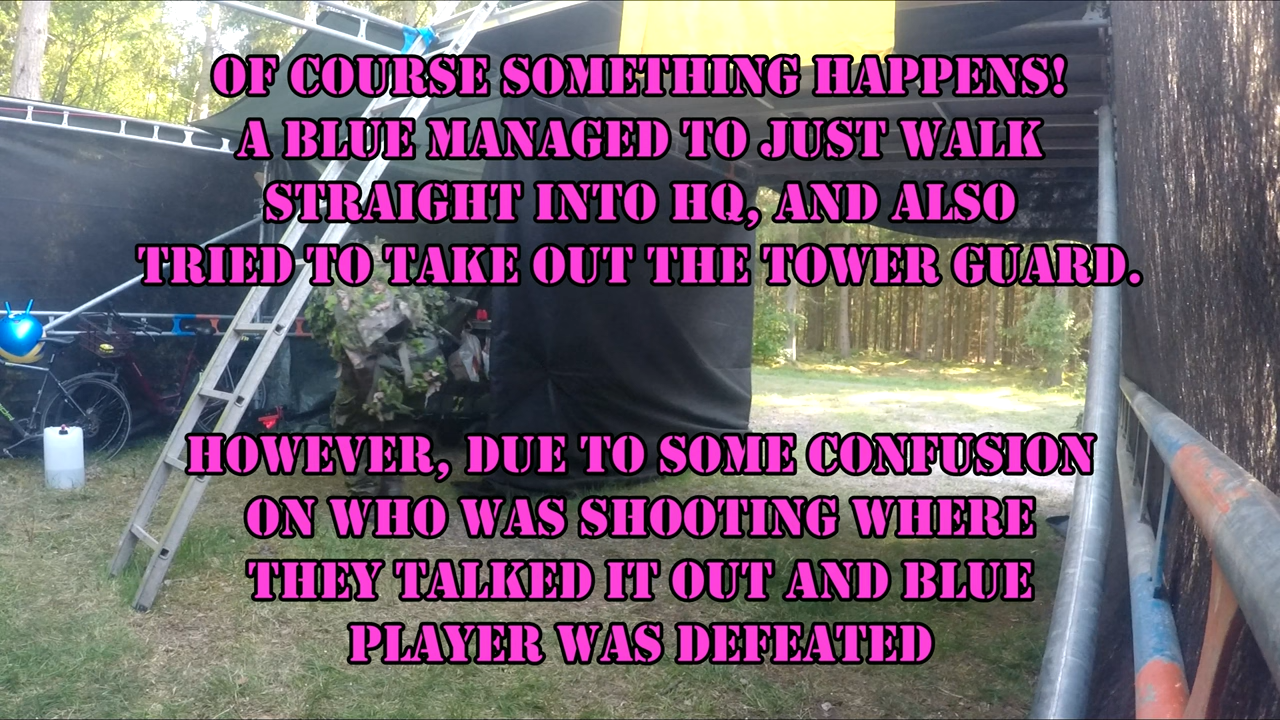 OF COURSE SOMETHING HAPPENS!
A BLUE MANAGED TO JUST WALK
STRAIGHT INTO HQ, AND ALSO
TRIED TO TAKE OUT THE TOWER GUARD.
HOWEVER, DUE TO SOME CONFUSION
ON WHO WAS SHOOTING WHERE
THEY TALKED IT OUT AND BLUE
PLAYER WAS DEFEATED